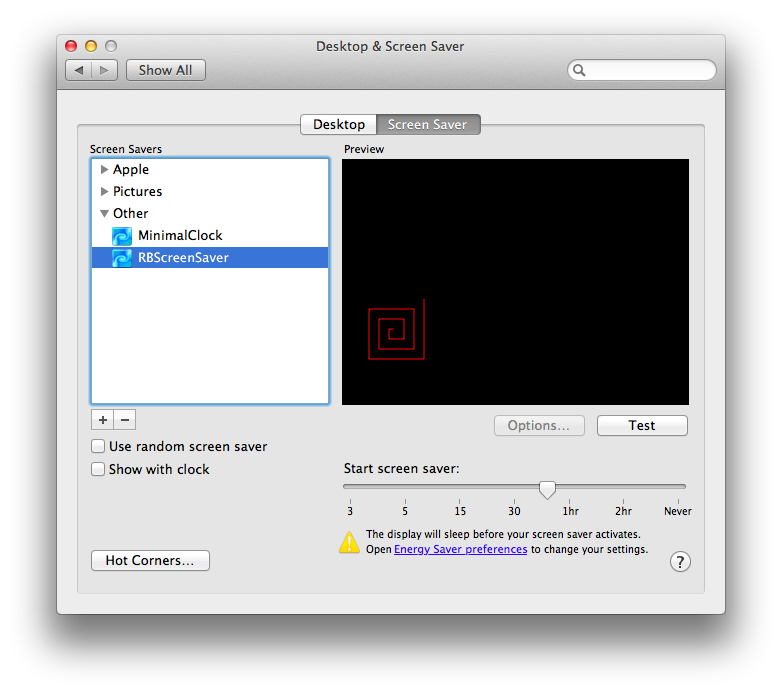 Desktop & Screen Saver
Show All
Desktop
Screen Saver
Screen Savers
Preview
Apple
Pictures
Other
MinimalClock
RBScreenSaver
+ −
Options...
Test
Use random screen saver
Show with clock
Start screen saver:
3 5 15 30 1hr 2hr Never
The display will sleep before your screen saver activates.
Open Energy Saver preferences to change your settings.
Hot Corners...
?